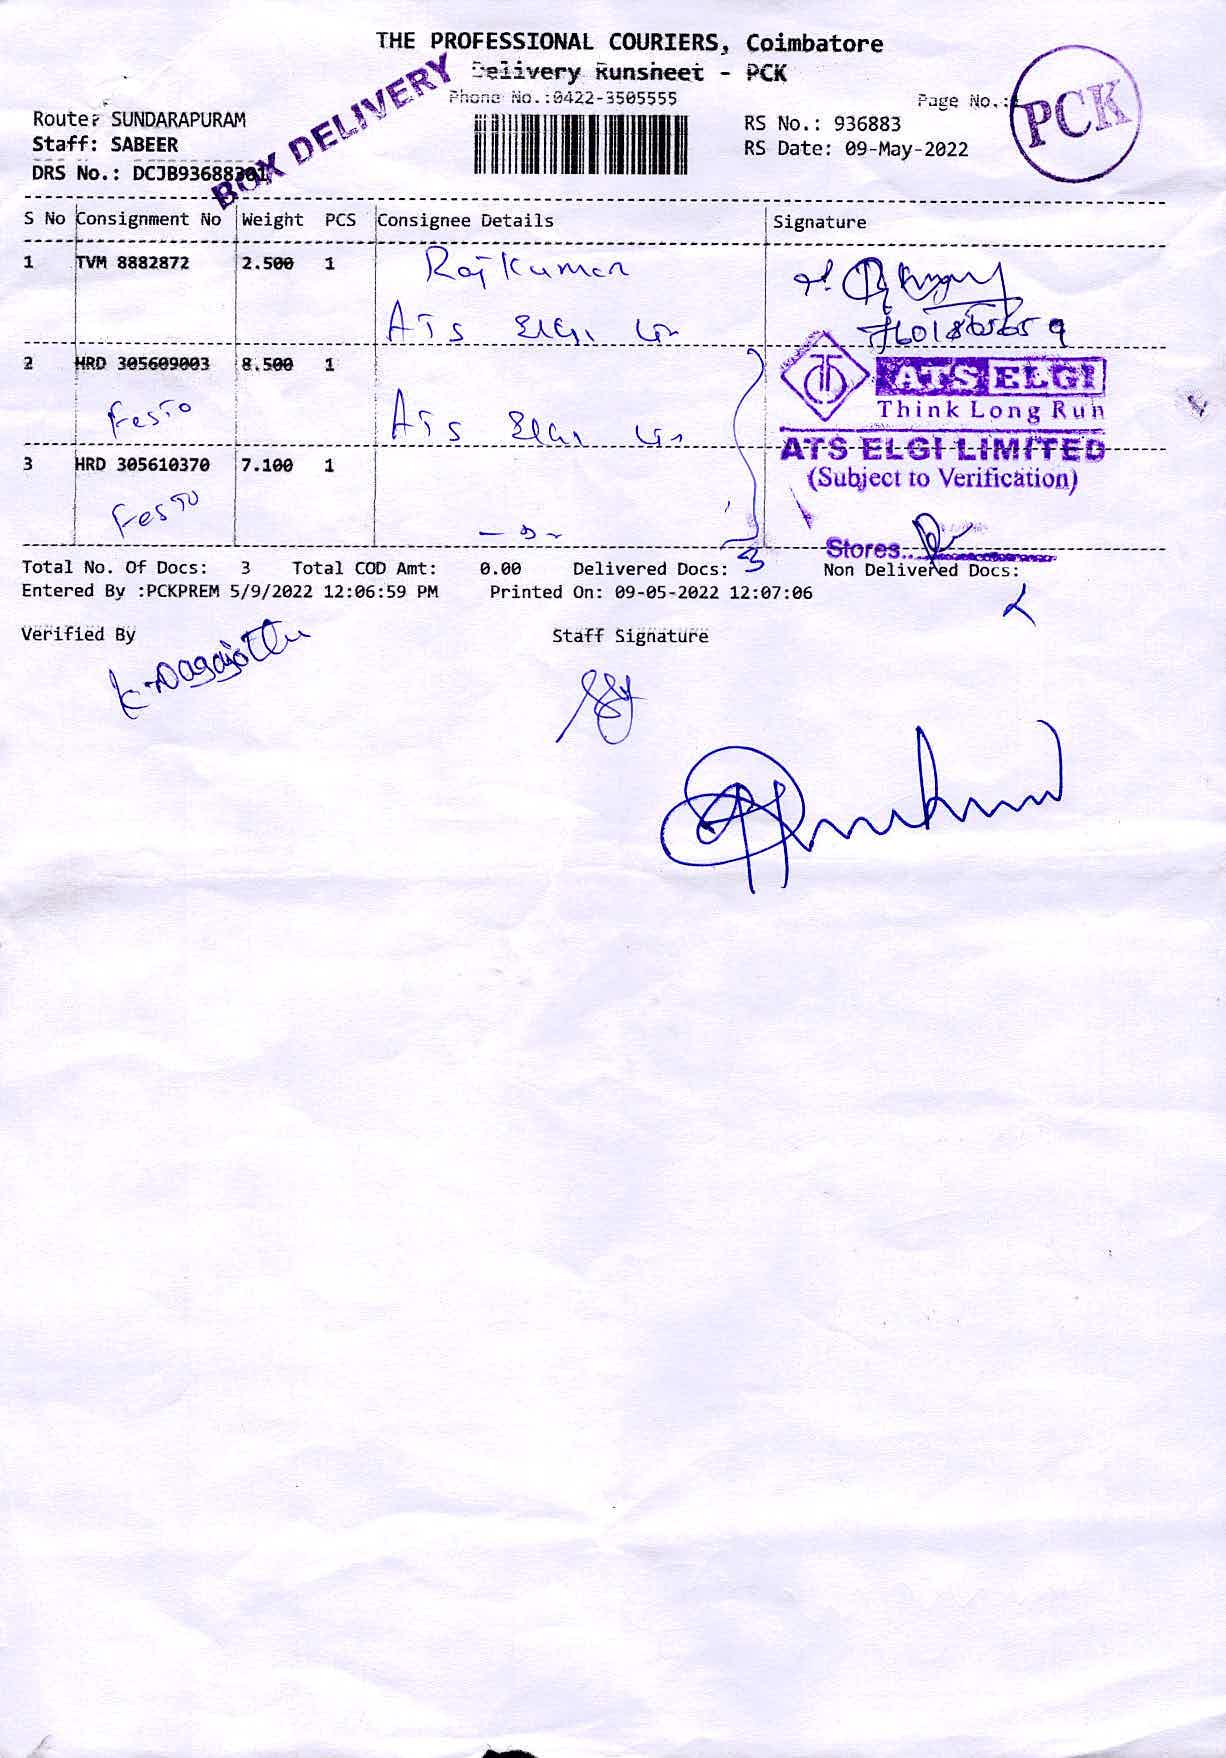 THE PROFESSIONAL COURIERS, Coimbatore
Delivery Runsheet - PCK
Phone No.:0422-3505555
Page No.:
PCK
BOX DELIVERY
Route: SUNDARAPURAM
RS No.: 936883
Staff: SABEER
RS Date: 09-May-2022
DRS No.: DCJB936883301
S No Consignment No Weight PCS Consignee Details Signature
1 TVM 8882872 2.500 1 Rajkumar
ATS ELGI
2 HRD 305609003 8.500 1
Festo ATS Elgi
ATS ELGI
Think Long Run
ATS ELGI LIMITED
(Subject to Verification)
3 HRD 305610370 7.100 1
Festo
Stores
Total No. Of Docs: 3 Total COD Amt: 0.00 Delivered Docs: 3 Non Delivered Docs:
Entered By :PCKPREM 5/9/2022 12:06:59 PM Printed On: 09-05-2022 12:07:06
Verified By Staff Signature